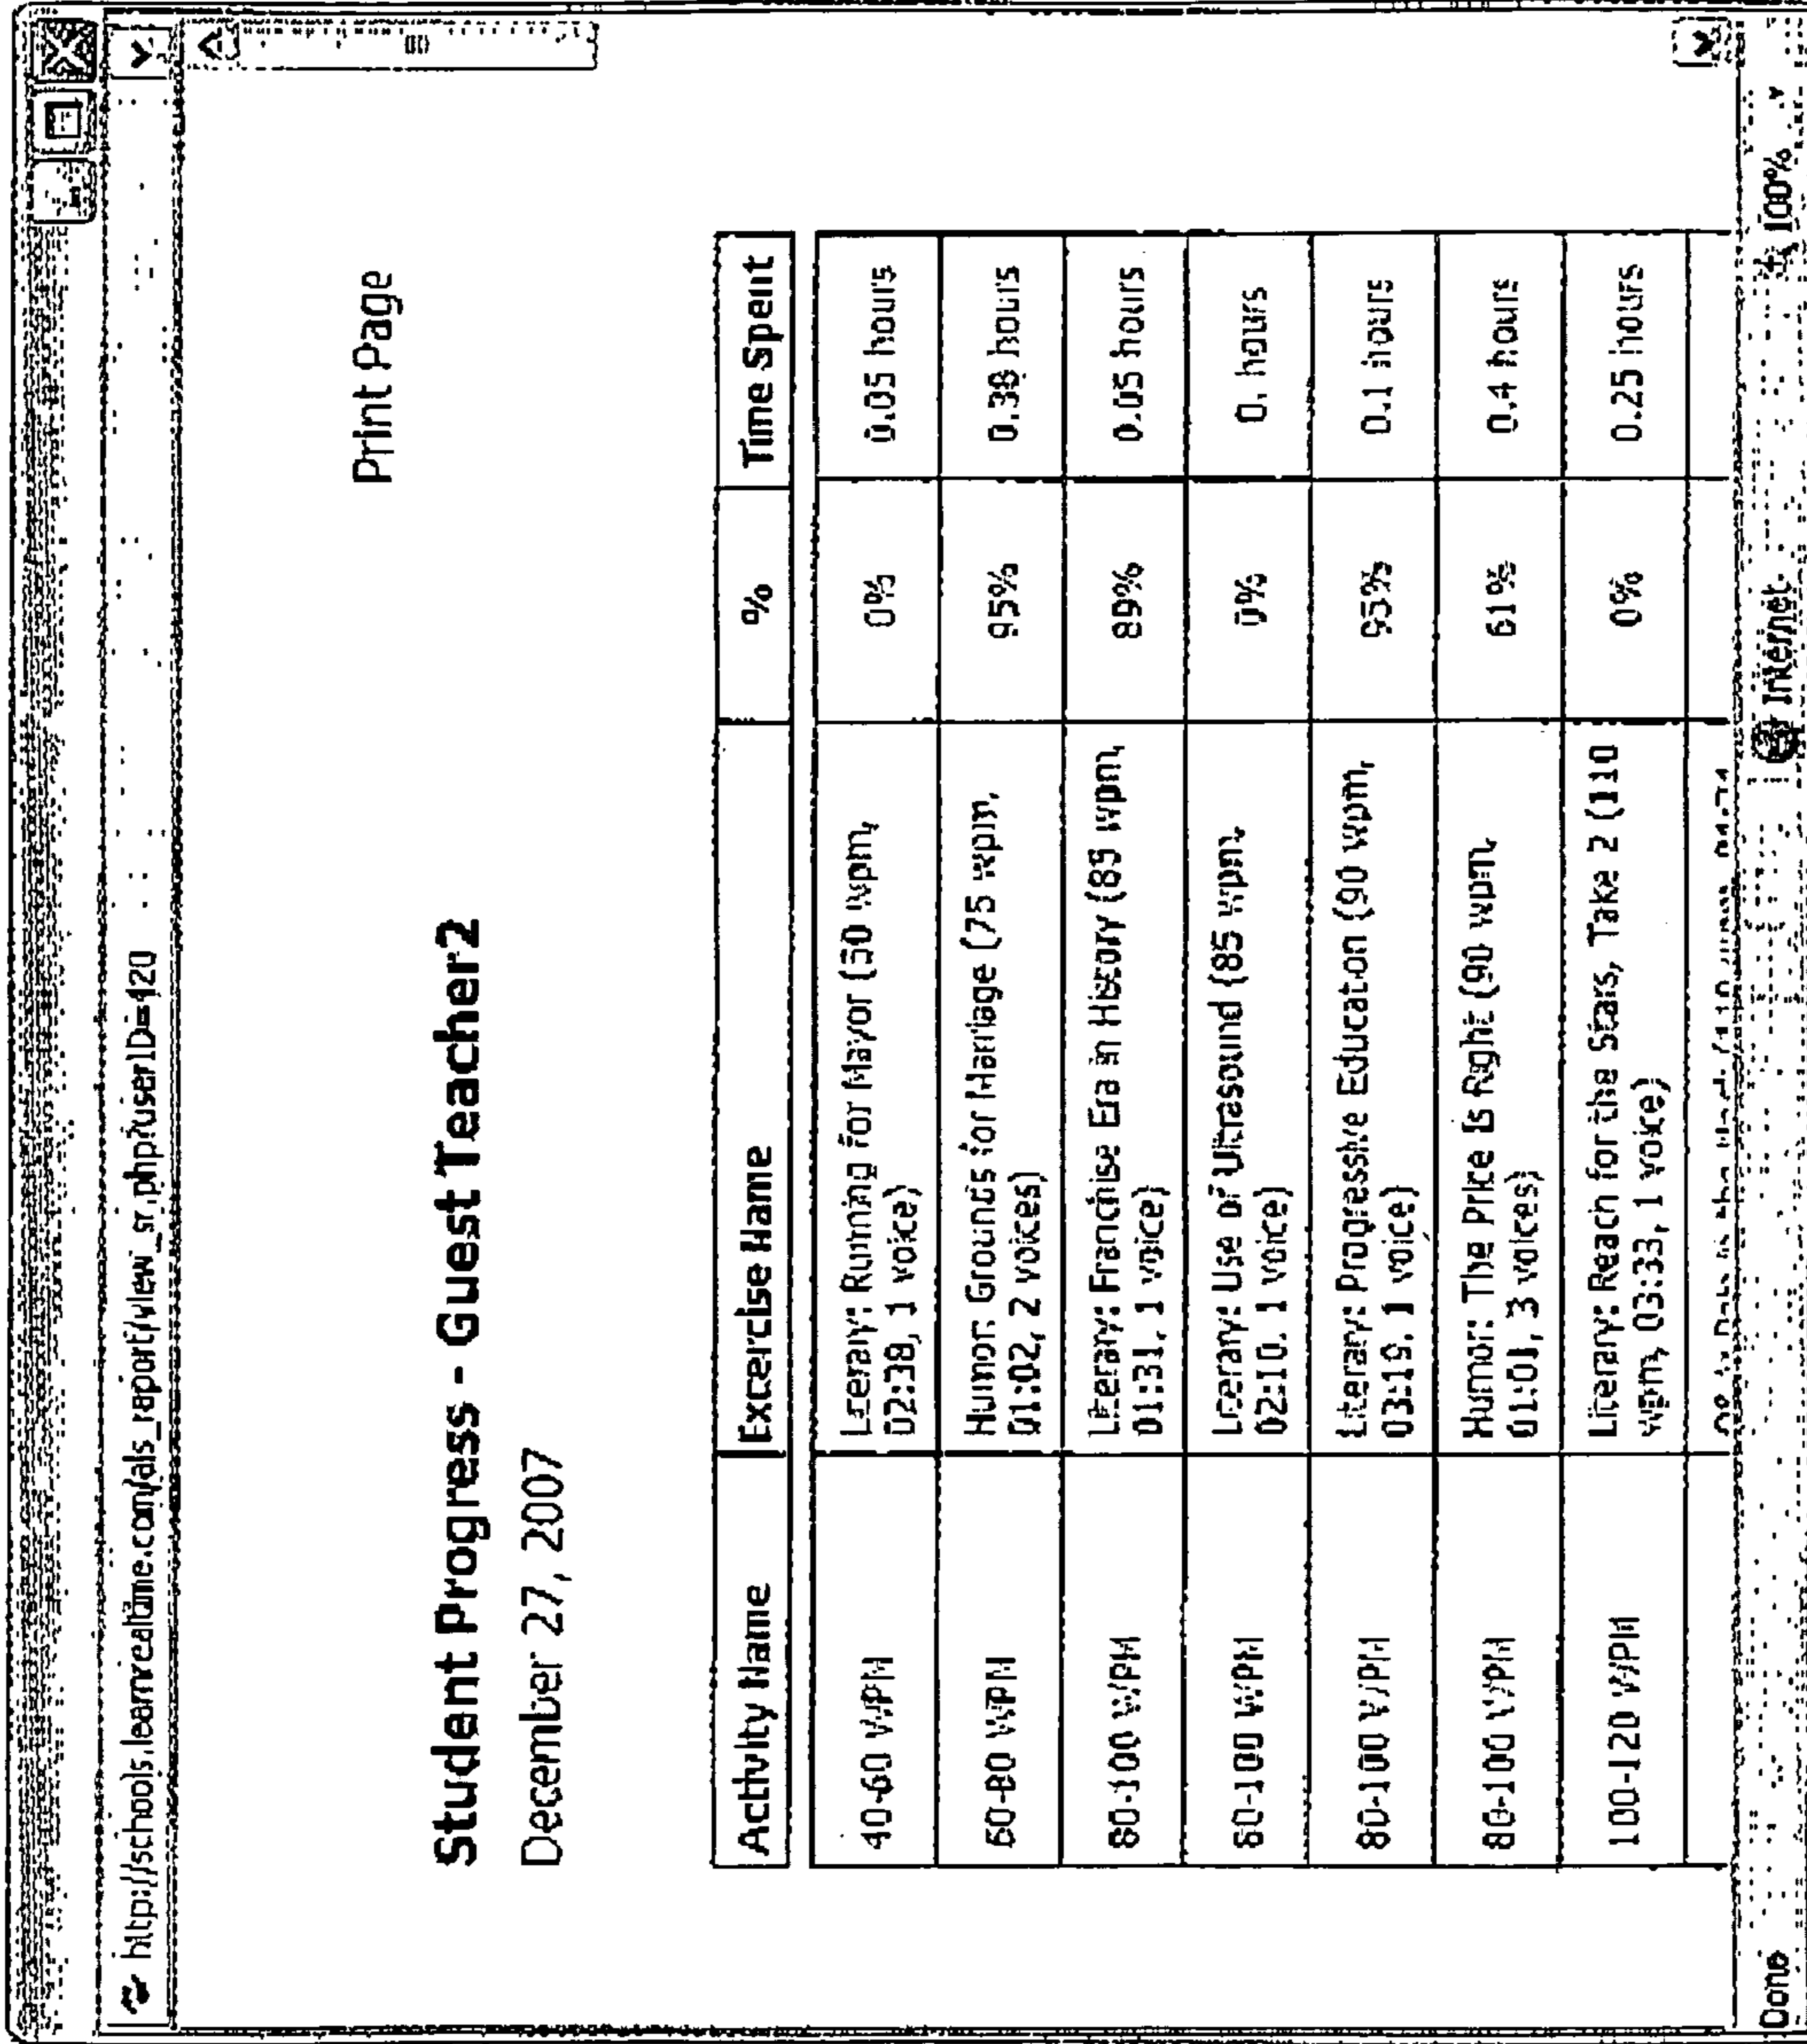 http://schools.learnrealtime.com/als_report/view_sr.php?userID=420
Print Page
Student Progress - Guest Teacher2
December 27, 2007
Activity Name Excercise Name % Time Spent
40-60 WPM Literary: Running for Mayor (50 wpm, 0% 0.05 hours
02:38, 1 voice)
60-80 WPM Humor: Grounds for Marriage (75 wpm, 95% 0.38 hours
01:02, 2 voices)
80-100 WPM Literary: Franchise Era in History (85 wpm, 89% 0.05 hours
01:31, 1 voice)
80-100 WPM Literary: Use of Ultrasound (85 wpm, 0% 0. hours
02:10, 1 voice)
80-100 WPM Literary: Progressive Education (90 wpm, 95% 0.1 hours
03:19, 1 voice)
80-100 WPM Humor: The Price Is Right (90 wpm, 61% 0.4 hours
01:01, 3 voices)
100-120 WPM Literary: Reach for the Stars, Take 2 (110 0% 0.25 hours
wpm, 03:33, 1 voice)
Done Internet 100%